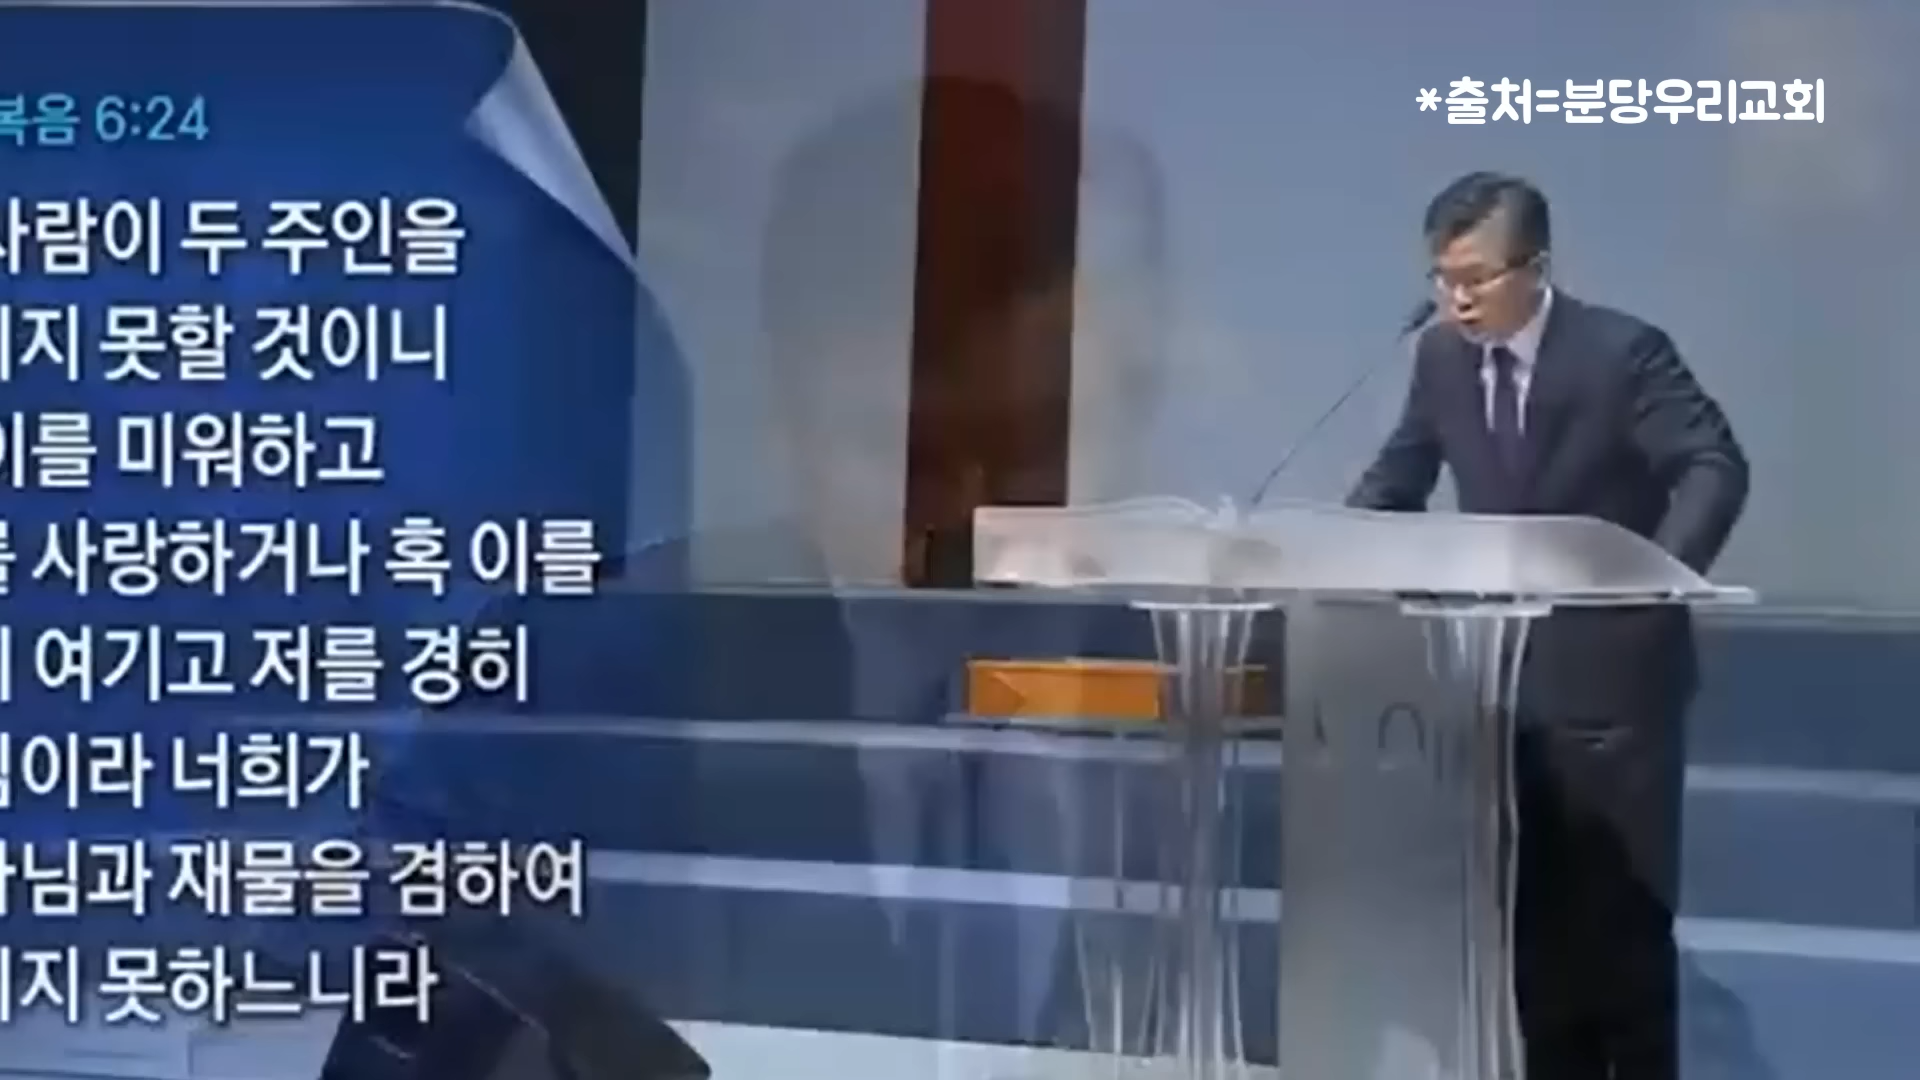 *출처=분당우리교회
복음 6:24
사람이 두 주인을
지 못할 것이니
이를 미워하고
사랑하거나 혹 이를
여기고 저를 경히
이라 너희가
님과 재물을 겸하여
지 못하느니라